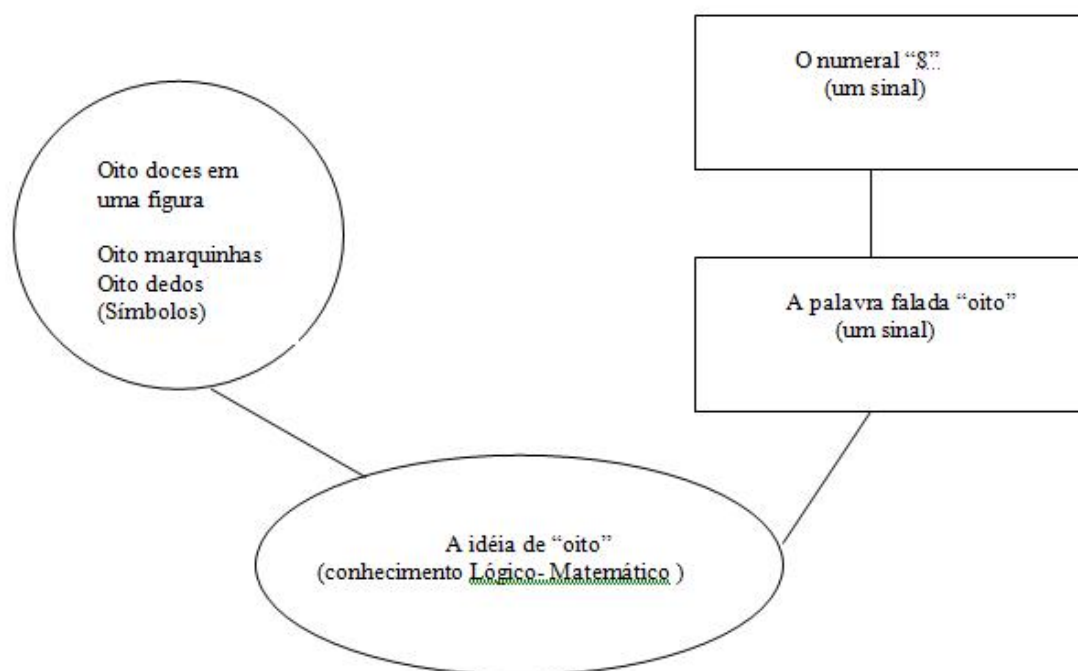 Oito doces em
uma figura
Oito marquinhas
Oito dedos
(Símbolos)
O numeral “8”
(um sinal)
A palavra falada “oito”
(um sinal)
A idéia de “oito”
(conhecimento Lógico- Matemático )